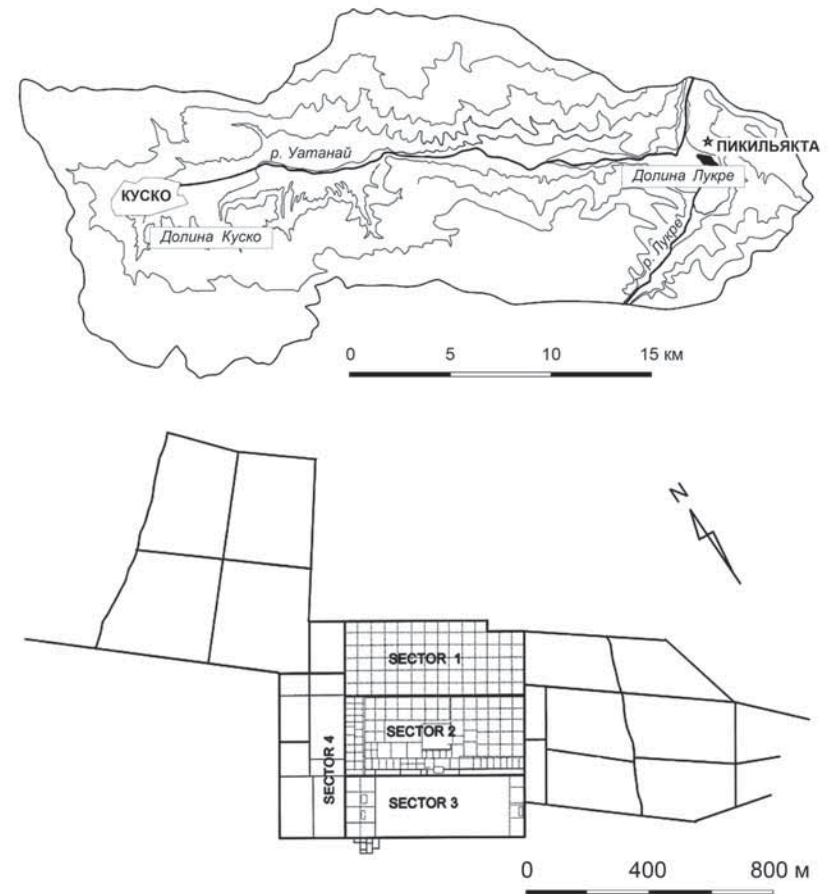 ПИКИЛЬЯКТА
р. Уатанай
Долина Лукре
КУСКО
р. Лукре
Долина Куско
0 5 10 15 км
N
SECTOR 1
SECTOR 2
SECTOR 4
SECTOR 3
0 400 800 м